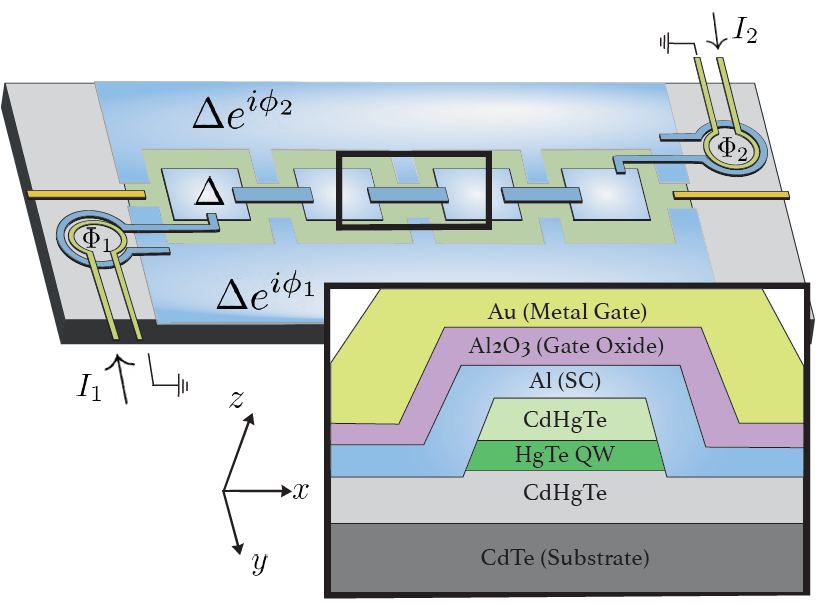 I₂
Δe^{iϕ₂}
Φ₂
Δ
Φ₁
Δe^{iϕ₁}
I₁
Au (Metal Gate)
Al2O3 (Gate Oxide)
Al (SC)
CdHgTe
HgTe QW
CdHgTe
CdTe (Substrate)
z
x
y